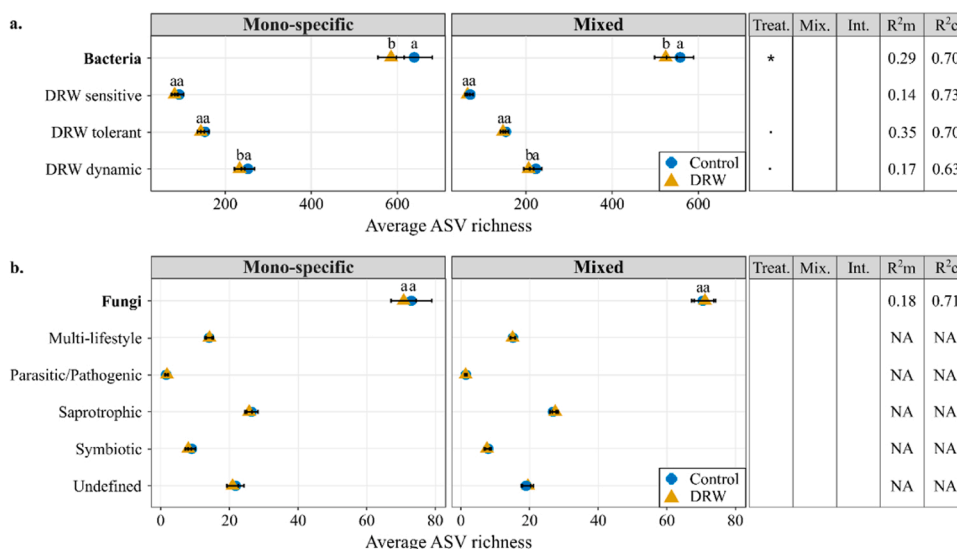 a.
Mono-specific Mixed Treat. Mix. Int. R²m R²c
b a b a
Bacteria * 0.29 0.70
aa aa
DRW sensitive 0.14 0.73
aa aa
DRW tolerant . 0.35 0.70
ba ba
DRW dynamic . 0.17 0.63
Control
DRW
200 400 600 200 400 600
Average ASV richness
b.
Mono-specific Mixed Treat. Mix. Int. R²m R²c
a a aa
Fungi 0.18 0.71
Multi-lifestyle NA NA
Parasitic/Pathogenic NA NA
Saprotrophic NA NA
Symbiotic NA NA
Undefined NA NA
Control
DRW
0 20 40 60 80 0 20 40 60 80
Average ASV richness